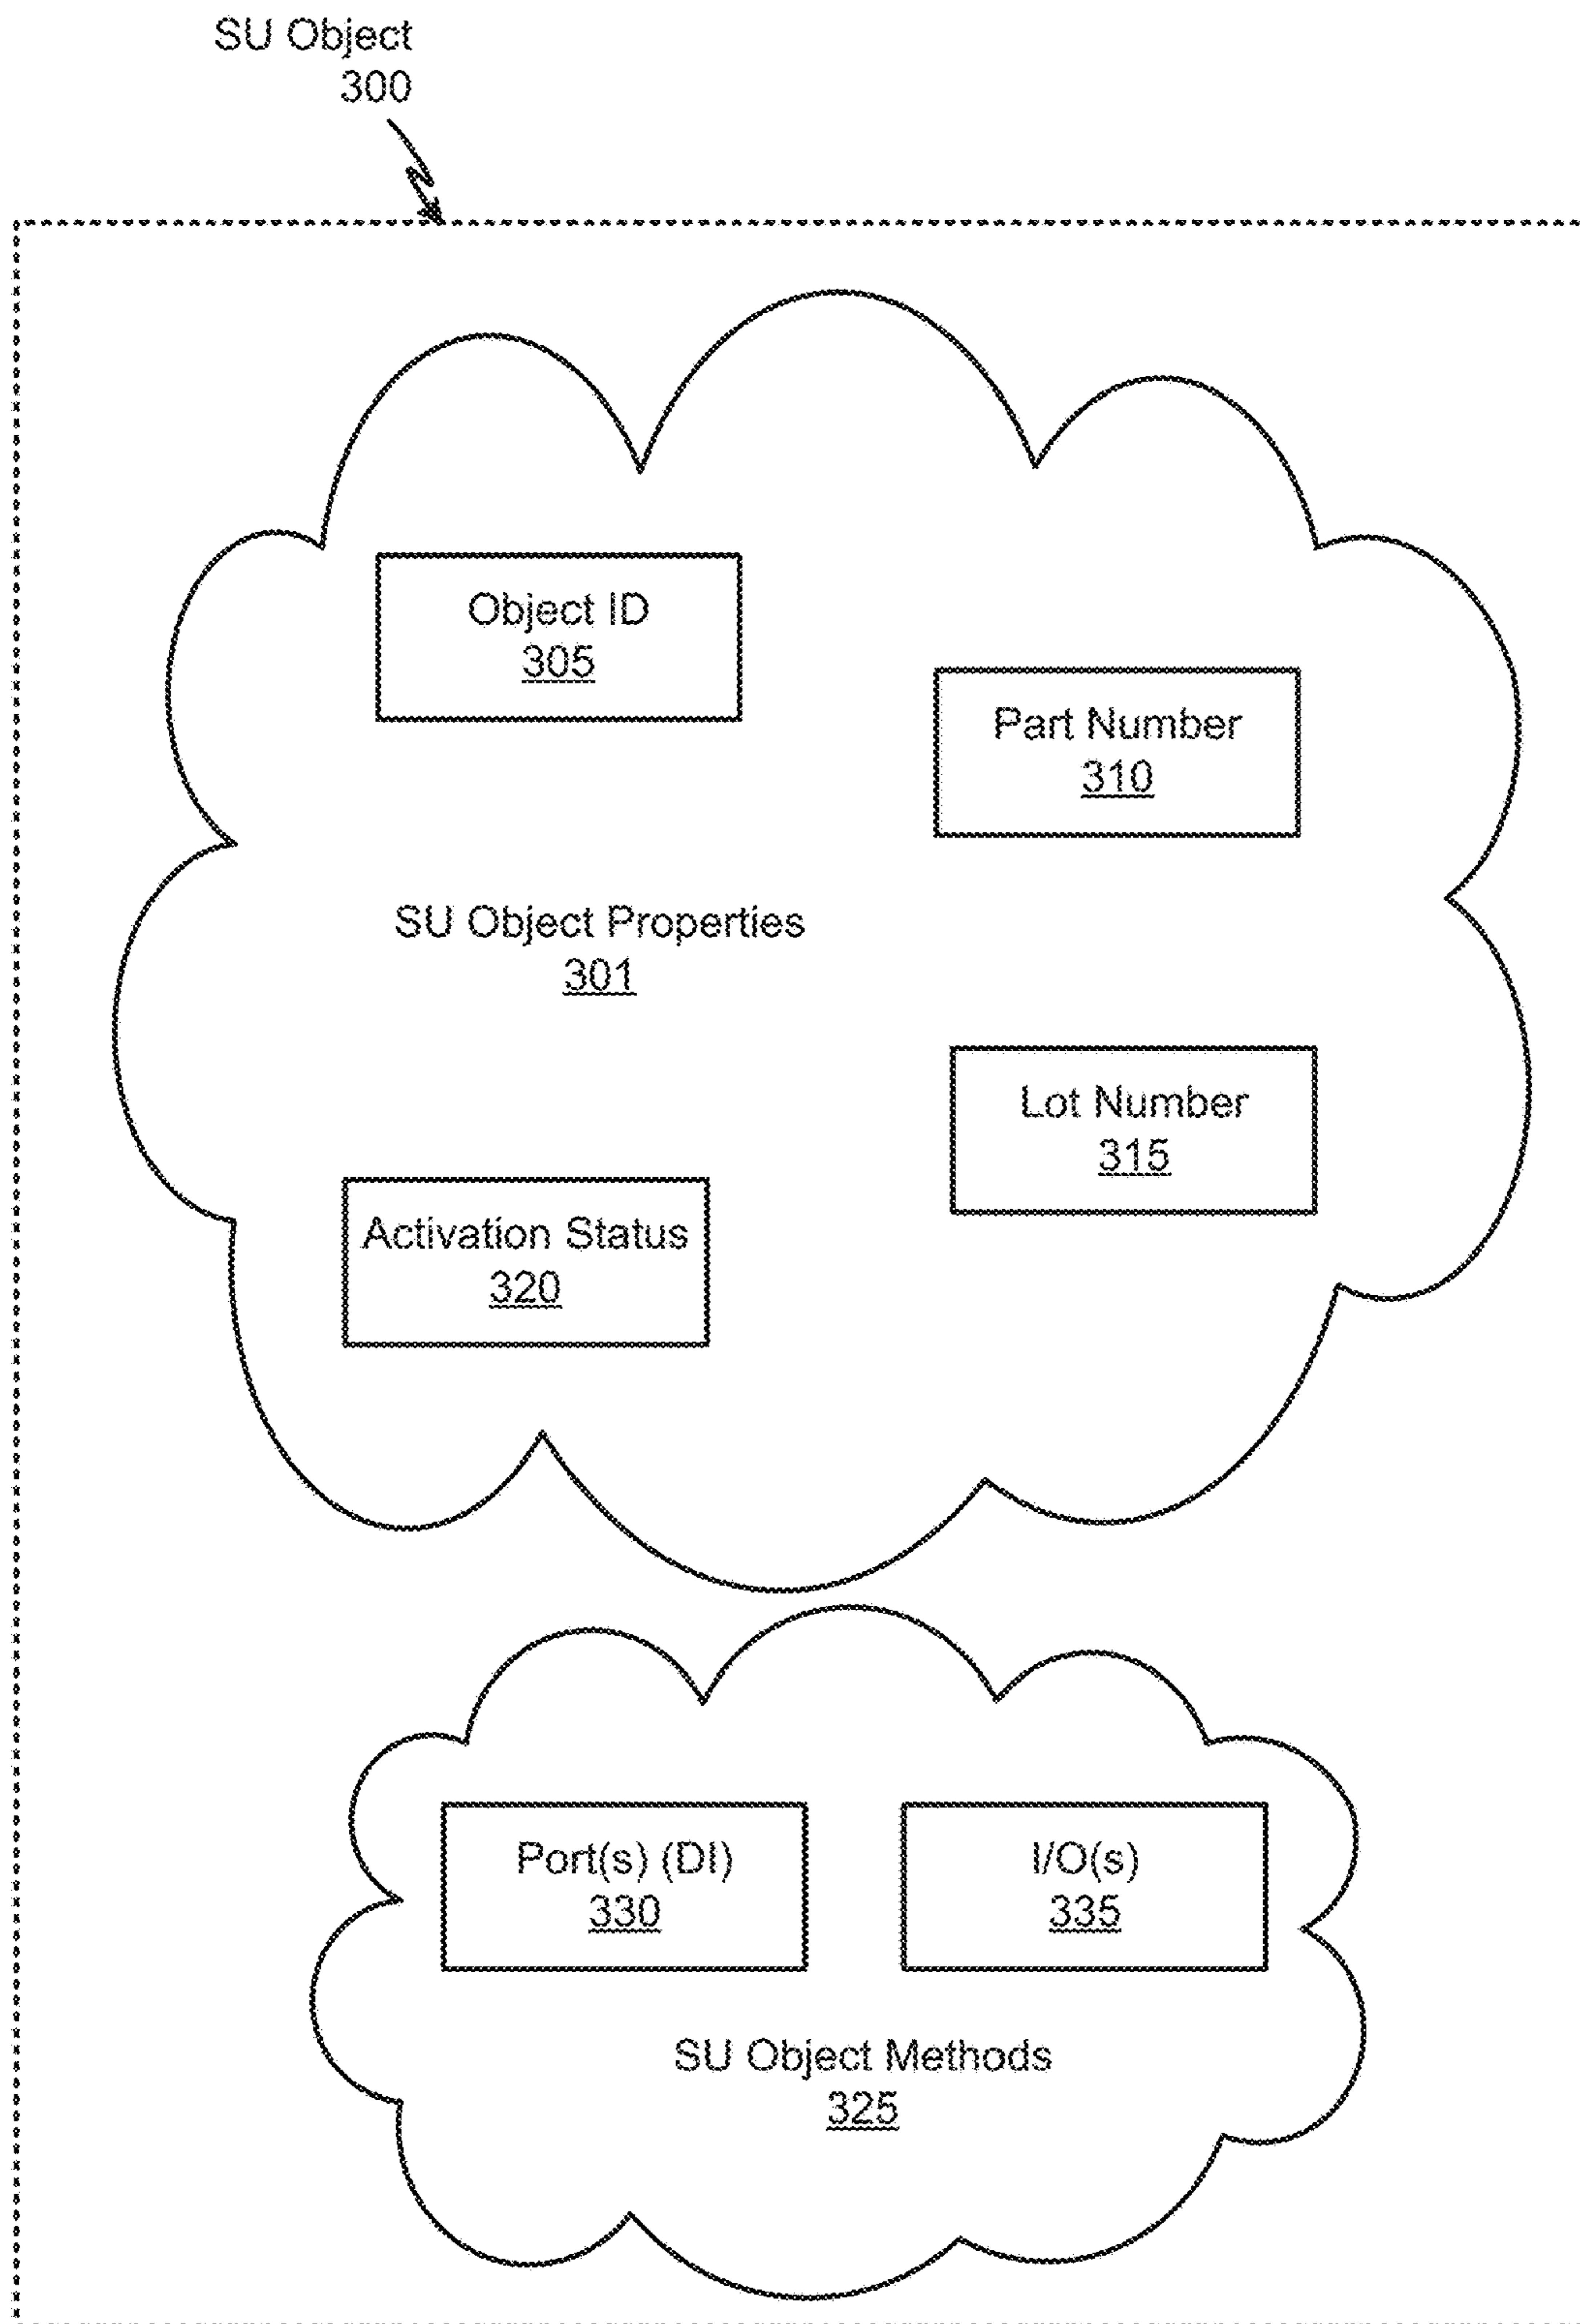 SU Object
300
Object ID
305
Part Number
310
SU Object Properties
301
Lot Number
315
Activation Status
320
Port(s) (DI)
330
I/O(s)
335
SU Object Methods
325